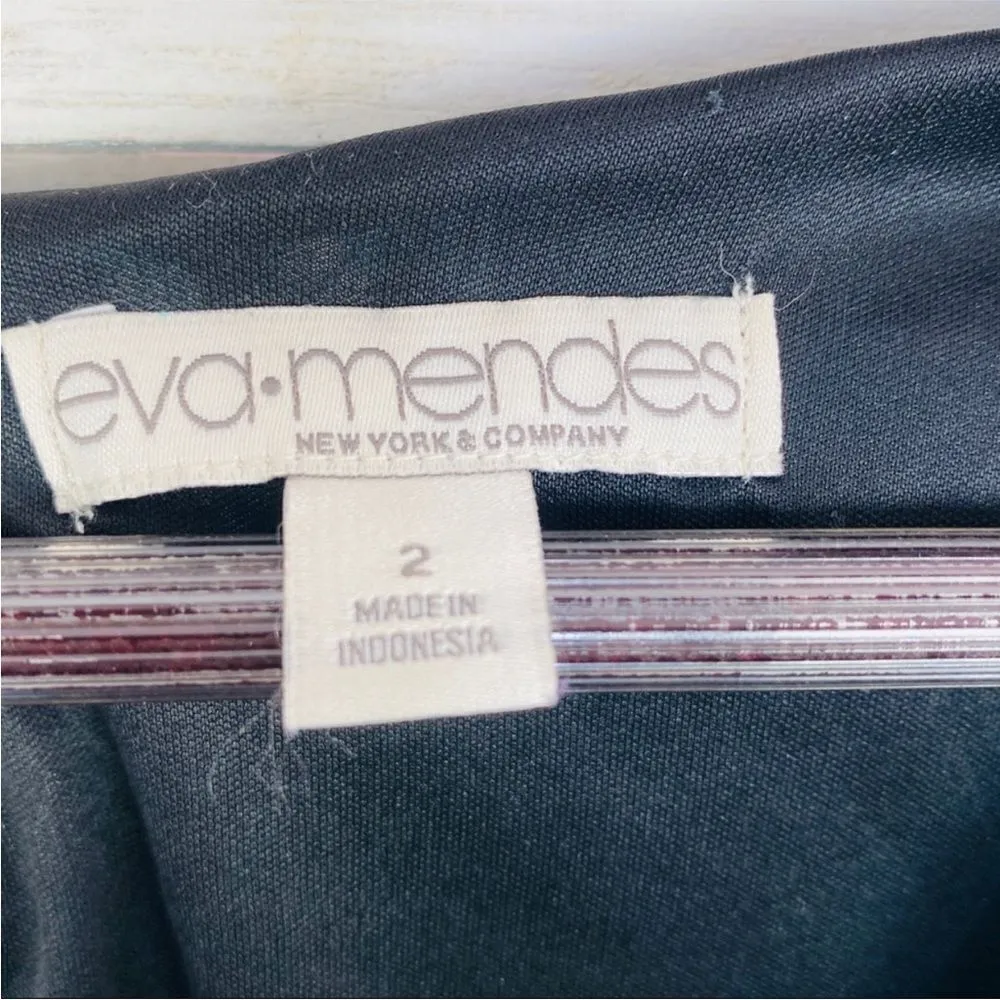 eva•mendes
NEW YORK & COMPANY
2
MADE IN
INDONESIA